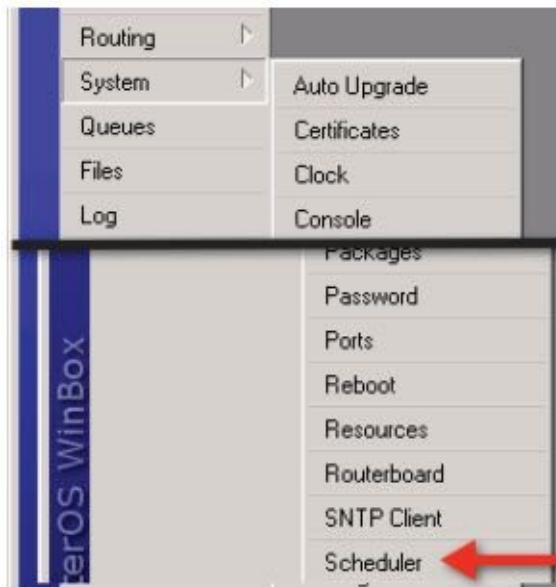 Routing
System
Queues
Files
Log
Auto Upgrade
Certificates
Clock
Console
Packages
Password
Ports
Reboot
Resources
Routerboard
SNTP Client
Scheduler
terOS WinBox